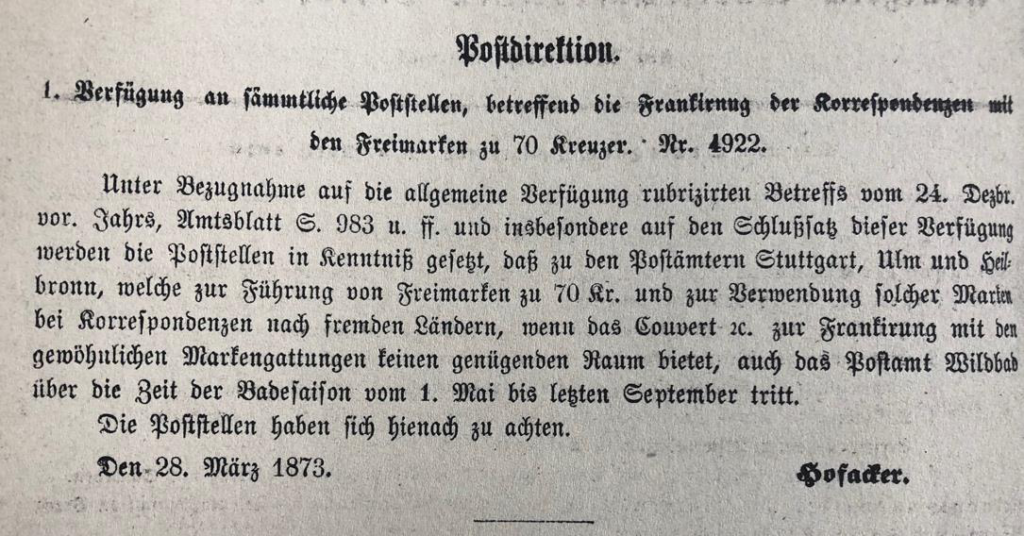 Postdirektion.
1. Verfügung an sämmtliche Poststellen, betreffend die Frankirnug der Korrespondenzen mit
den Freimarken zu 70 Kreuzer. Nr. 4922.
Unter Bezugnahme auf die allgemeine Verfügung rubrizirten Betreffs vom 24. Dezbr.
vor. Jahrs, Amtsblatt S. 983 u. ff. und insbesondere auf den Schlußsatz dieser Verfügung
werden die Poststellen in Kenntniß gesetzt, daß zu den Postämtern Stuttgart, Ulm und Heil-
bronn, welche zur Führung von Freimarken zu 70 Kr. und zur Verwendung solcher Marken
bei Korrespondenzen nach fremden Ländern, wenn das Couvert ꝛc. zur Frankirung mit den
gewöhnlichen Markengattungen keinen genügenden Raum bietet, auch das Postamt Wildbad
über die Zeit der Badesaison vom 1. Mai bis letzten September tritt.
Die Poststellen haben sich hienach zu achten.
Den 28. März 1873.
Hofacker.